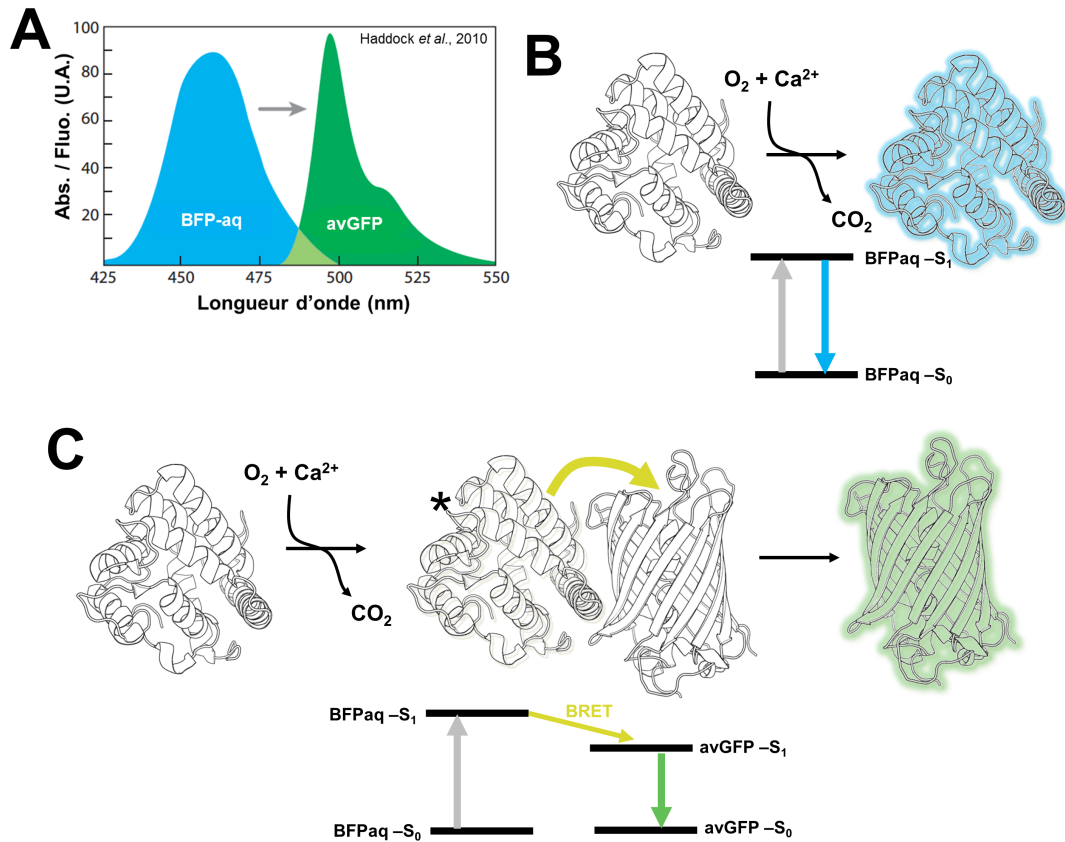 A
Haddock et al., 2010
Abs. / Fluo. (U.A.)
100
80
60
40
20
BFP-aq
avGFP
425
450
475
500
525
550
Longueur d’onde (nm)
B
O₂ + Ca²⁺
CO₂
BFPaq –S₁
BFPaq –S₀
C
O₂ + Ca²⁺
CO₂
*
BFPaq –S₁
BRET
avGFP –S₁
BFPaq –S₀
avGFP –S₀